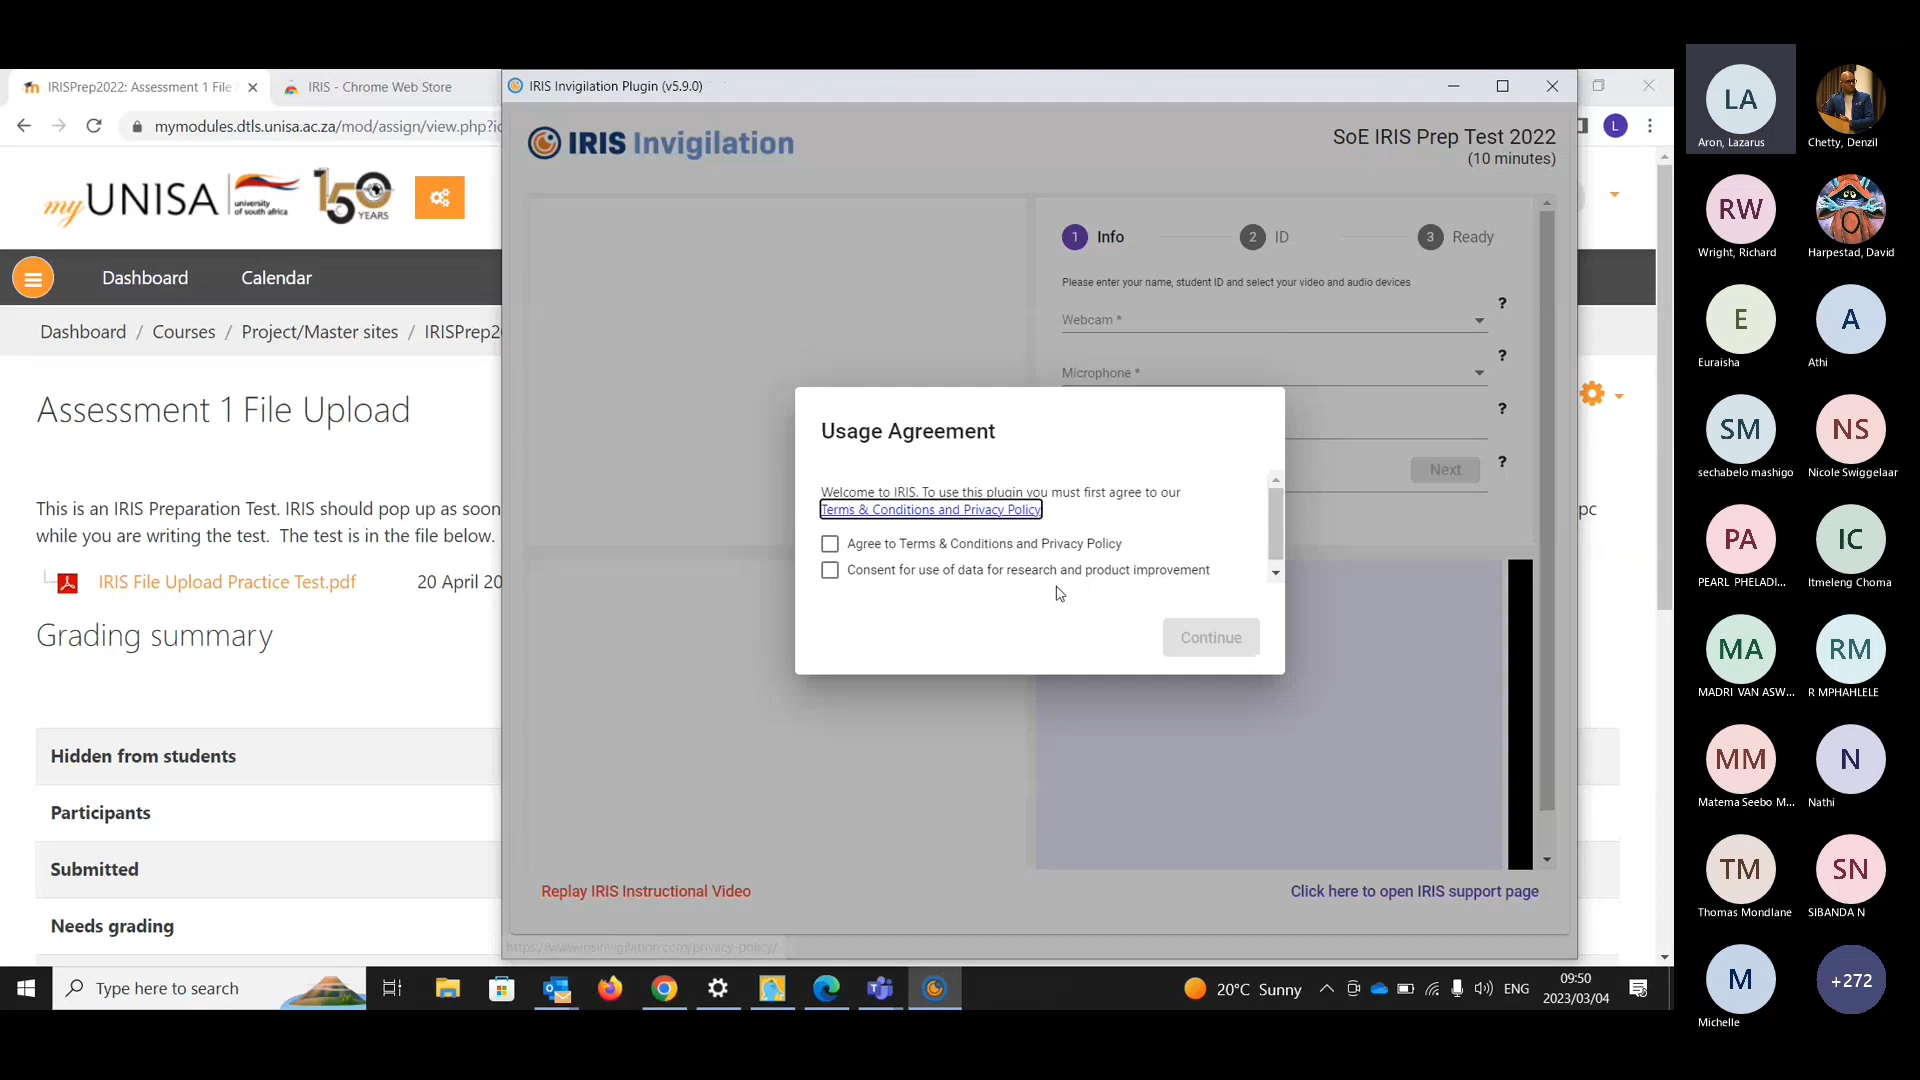 IRISPrep2022: Assessment 1 File
IRIS - Chrome Web Store
mymodules.dtls.unisa.ac.za/mod/assign/view.php?i
L
myUNISA
university
of south africa
150
YEARS
Dashboard
Calendar
Dashboard / Courses / Project/Master sites / IRISPrep2
Assessment 1 File Upload
This is an IRIS Preparation Test. IRIS should pop up as soon
pc
while you are writing the test. The test is in the file below.
IRIS File Upload Practice Test.pdf
20 April 20
Grading summary
Hidden from students
Participants
Submitted
Needs grading
IRIS Invigilation Plugin (v5.9.0)
IRIS Invigilation
SoE IRIS Prep Test 2022
(10 minutes)
1 Info
2 ID
3 Ready
Please enter your name, student ID and select your video and audio devices
?
Webcam *
?
Microphone *
?
Next
?
Usage Agreement
Welcome to IRIS. To use this plugin you must first agree to our
Terms & Conditions and Privacy Policy
Agree to Terms & Conditions and Privacy Policy
Consent for use of data for research and product improvement
Continue
Replay IRIS Instructional Video
Click here to open IRIS support page
https://www.irisinvigilation.com/privacy-policy/
Type here to search
20°C Sunny
ENG
09:50
2023/03/04
LA
Aron, Lazarus
Chetty, Denzil
RW
Wright, Richard
Harpestad, David
E
Euraisha
A
Athi
SM
sechabelo mashigo
NS
Nicole Swiggelaar
PA
PEARL PHELADI...
IC
Itmeleng Choma
MA
MADRI VAN ASW...
RM
R MPHAHLELE
MM
Matema Seebo M...
N
Nathi
TM
Thomas Mondlane
SN
SIBANDA N
M
Michelle
+272